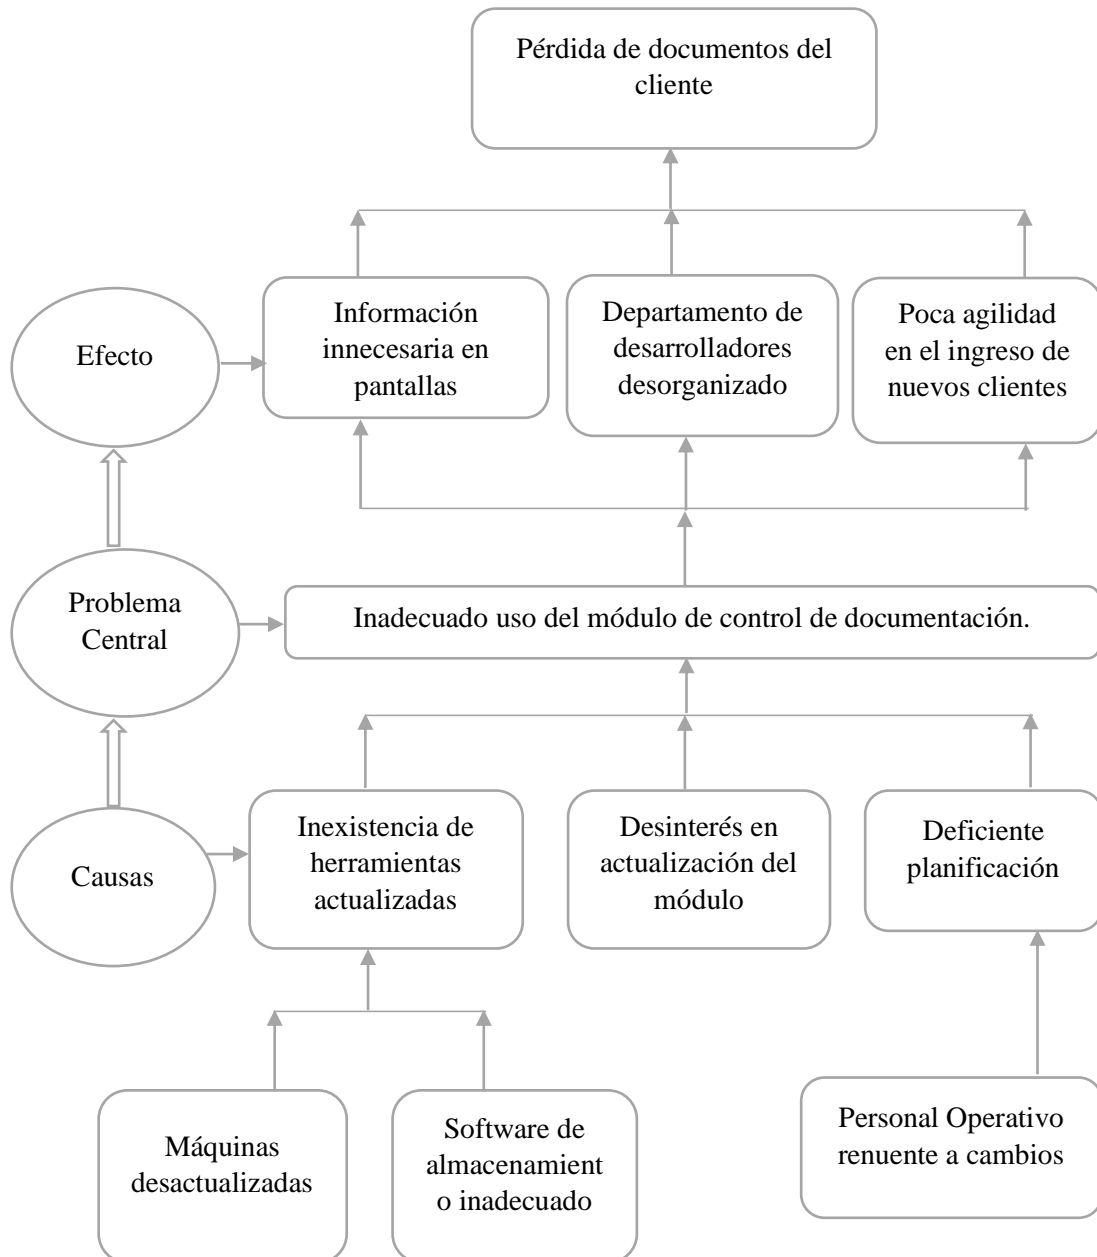 Pérdida de documentos del
cliente
Efecto
Información
innecesaria en
pantallas
Departamento de
desarrolladores
desorganizado
Poca agilidad
en el ingreso de
nuevos clientes
Problema
Central
Inadecuado uso del módulo de control de documentación.
Causas
Inexistencia de
herramientas
actualizadas
Desinterés en
actualización del
módulo
Deficiente
planificación
Máquinas
desactualizadas
Software de
almacenamient
o inadecuado
Personal Operativo
renuente a cambios